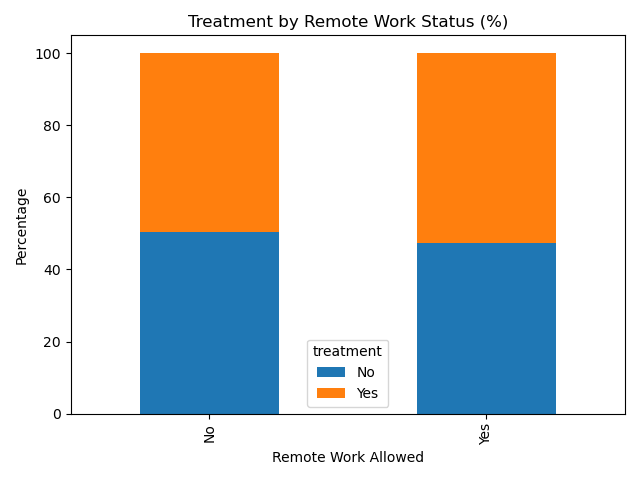 Treatment by Remote Work Status (%)
100
80
60
40
20
0
Percentage
treatment
No
Yes
No
Yes
Remote Work Allowed